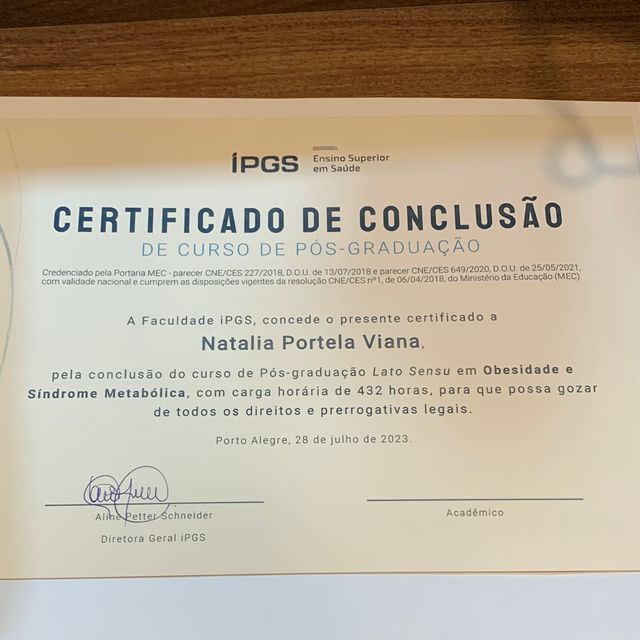 iPGS
Ensino Superior
em Saúde
CERTIFICADO DE CONCLUSÃO
DE CURSO DE PÓS-GRADUAÇÃO
Credenciado pela Portaria MEC - parecer CNE/CES 227/2018, D.O.U. de 13/07/2018 e parecer CNE/CES 649/2020, D.O.U. de 25/05/2021,
com validade nacional e cumprem as disposições vigentes da resolução CNE/CES nº1, de 06/04/2018, do Ministério da Educação (MEC).
A Faculdade iPGS, concede o presente certificado a
Natalia Portela Viana,
pela conclusão do curso de Pós-graduação Lato Sensu em Obesidade e
Síndrome Metabólica, com carga horária de 432 horas, para que possa gozar
de todos os direitos e prerrogativas legais.
Porto Alegre, 28 de julho de 2023.
Aline Petter Schneider
Diretora Geral iPGS
Acadêmico